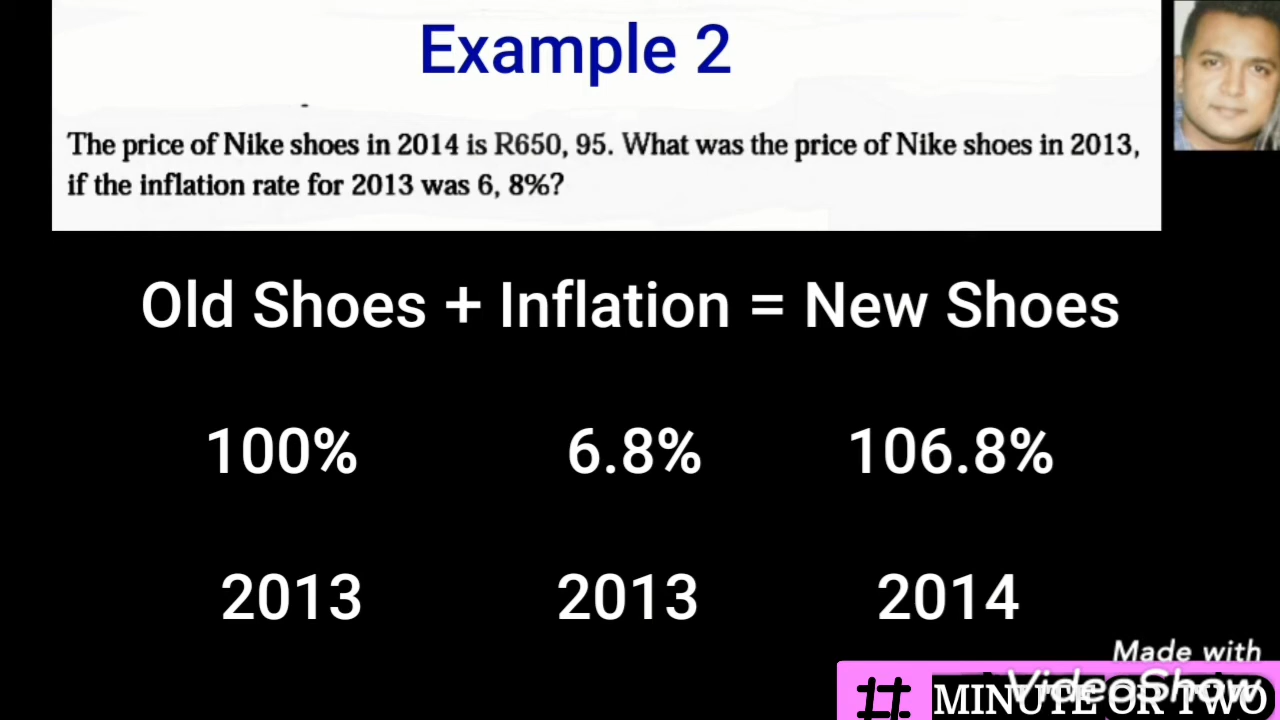 Example 2
The price of Nike shoes in 2014 is R650, 95. What was the price of Nike shoes in 2013,
if the inflation rate for 2013 was 6, 8%?
Old Shoes + Inflation = New Shoes
100% 6.8% 106.8%
2013 2013 2014
Made with
VideoShow
# MINUTE OR TWO